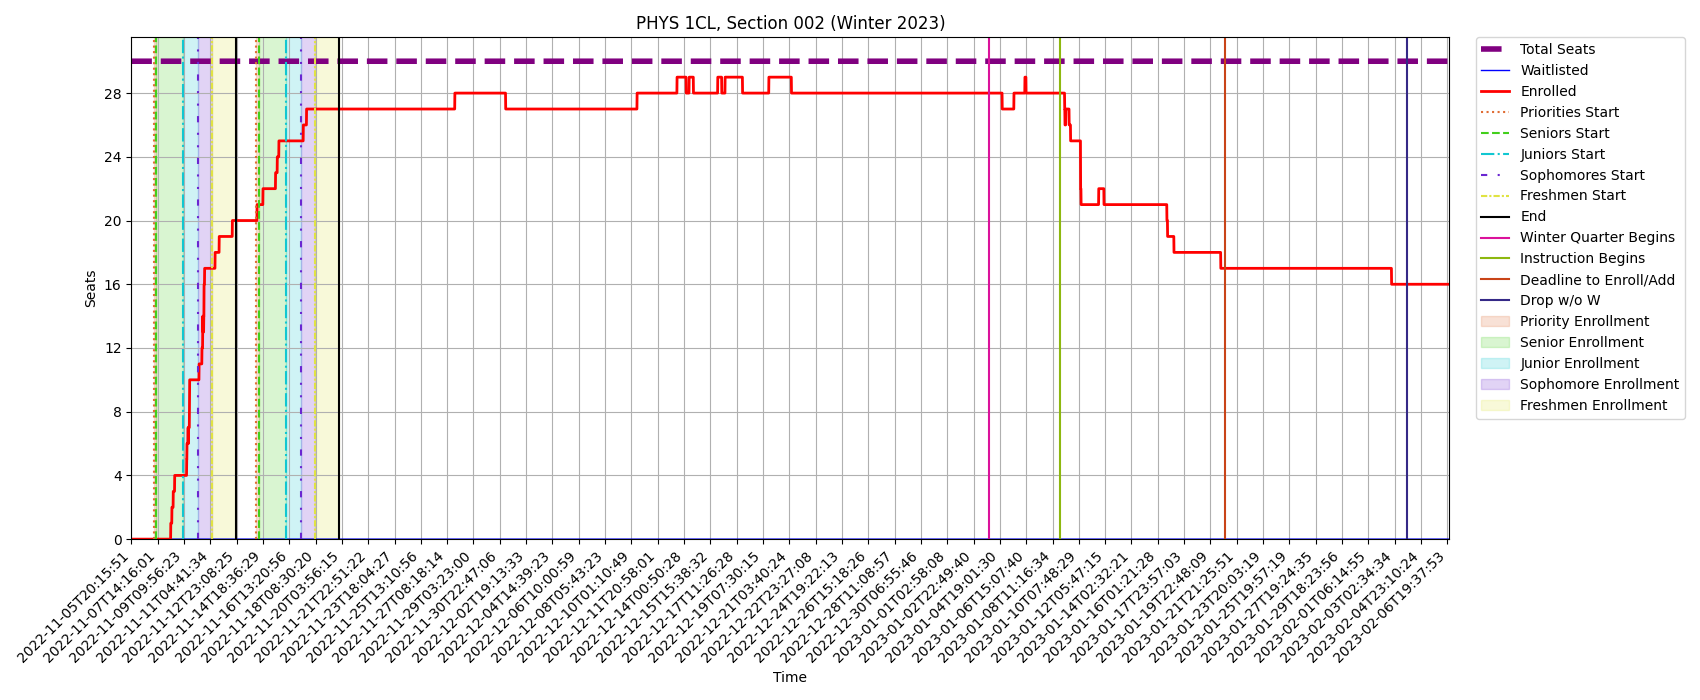 PHYS 1CL, Section 002 (Winter 2023)
Seats
28
24
20
16
12
8
4
0
2022-11-05T20:15:51
2022-11-07T14:16:01
2022-11-09T09:56:23
2022-11-11T04:41:34
2022-11-12T23:08:25
2022-11-14T18:36:29
2022-11-16T13:20:56
2022-11-18T08:30:20
2022-11-20T03:56:15
2022-11-21T22:51:22
2022-11-23T18:04:27
2022-11-25T13:10:56
2022-11-27T08:18:14
2022-11-29T03:23:00
2022-11-30T22:47:06
2022-12-02T19:13:33
2022-12-04T14:39:23
2022-12-06T10:00:59
2022-12-08T05:43:23
2022-12-10T01:10:49
2022-12-11T20:58:01
2022-12-14T00:50:28
2022-12-15T15:38:32
2022-12-17T11:26:28
2022-12-19T07:30:15
2022-12-21T03:40:24
2022-12-22T23:27:08
2022-12-24T19:22:13
2022-12-26T15:18:26
2022-12-28T11:08:57
2022-12-30T06:55:46
2023-01-01T02:58:08
2023-01-02T22:49:40
2023-01-04T19:01:30
2023-01-06T15:07:40
2023-01-08T11:16:34
2023-01-10T07:48:29
2023-01-12T05:47:15
2023-01-14T02:32:21
2023-01-16T01:21:28
2023-01-17T23:57:03
2023-01-19T22:48:09
2023-01-21T21:25:51
2023-01-23T20:03:19
2023-01-25T19:57:19
2023-01-27T19:24:35
2023-01-29T18:23:56
2023-02-01T06:14:55
2023-02-03T02:34:34
2023-02-04T23:10:24
2023-02-06T19:37:53
Time
Total Seats
Waitlisted
Enrolled
Priorities Start
Seniors Start
Juniors Start
Sophomores Start
Freshmen Start
End
Winter Quarter Begins
Instruction Begins
Deadline to Enroll/Add
Drop w/o W
Priority Enrollment
Senior Enrollment
Junior Enrollment
Sophomore Enrollment
Freshmen Enrollment